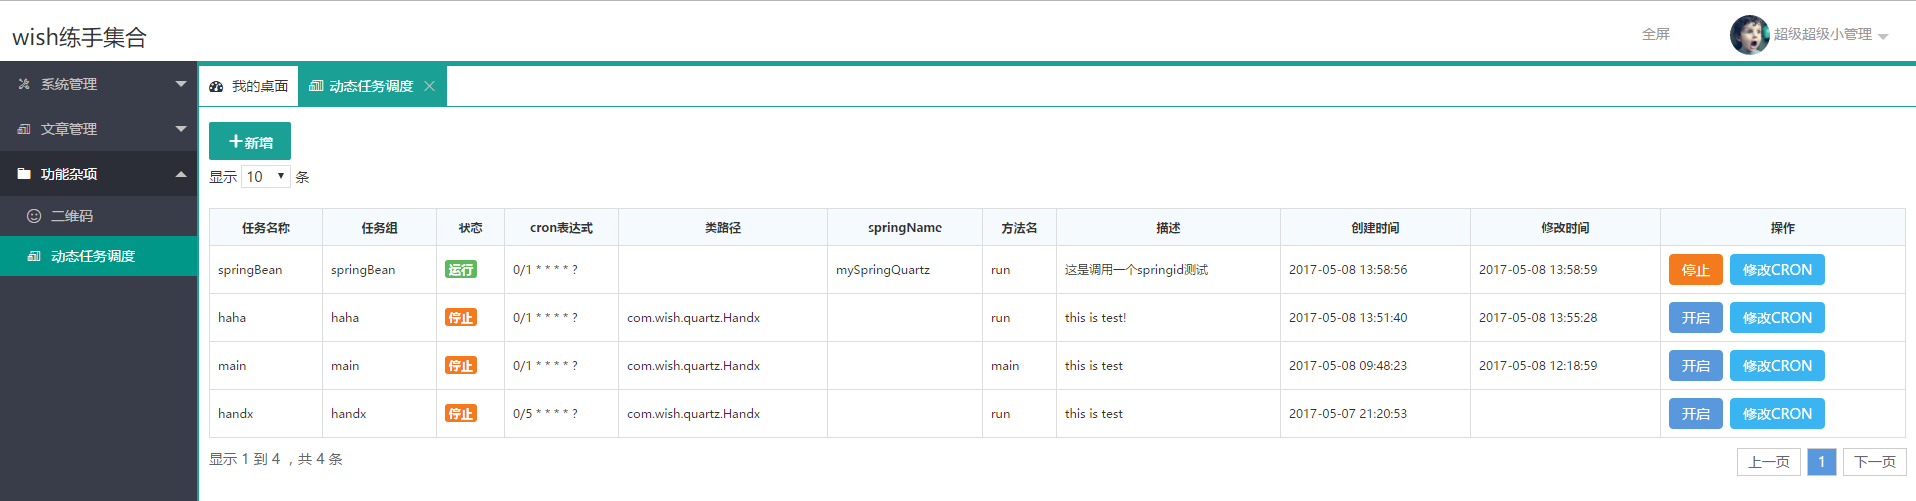 wish练手集合
全屏
超级超级小管理
系统管理
文章管理
功能杂项
二维码
动态任务调度
我的桌面
动态任务调度
新增
显示 10 条
任务名称 任务组 状态 cron表达式 类路径 springName 方法名 描述 创建时间 修改时间 操作
springBean springBean 运行 0/1 * * * * ? mySpringQuartz run 这是调用一个springid测试 2017-05-08 13:58:56 2017-05-08 13:58:59 停止 修改CRON
haha haha 停止 0/1 * * * * ? com.wish.quartz.Handx run this is test! 2017-05-08 13:51:40 2017-05-08 13:55:28 开启 修改CRON
main main 停止 0/1 * * * * ? com.wish.quartz.Handx main this is test 2017-05-08 09:48:23 2017-05-08 12:18:59 开启 修改CRON
handx handx 停止 0/5 * * * * ? com.wish.quartz.Handx run this is test 2017-05-07 21:20:53 开启 修改CRON
显示 1 到 4 ，共 4 条
上一页 1 下一页